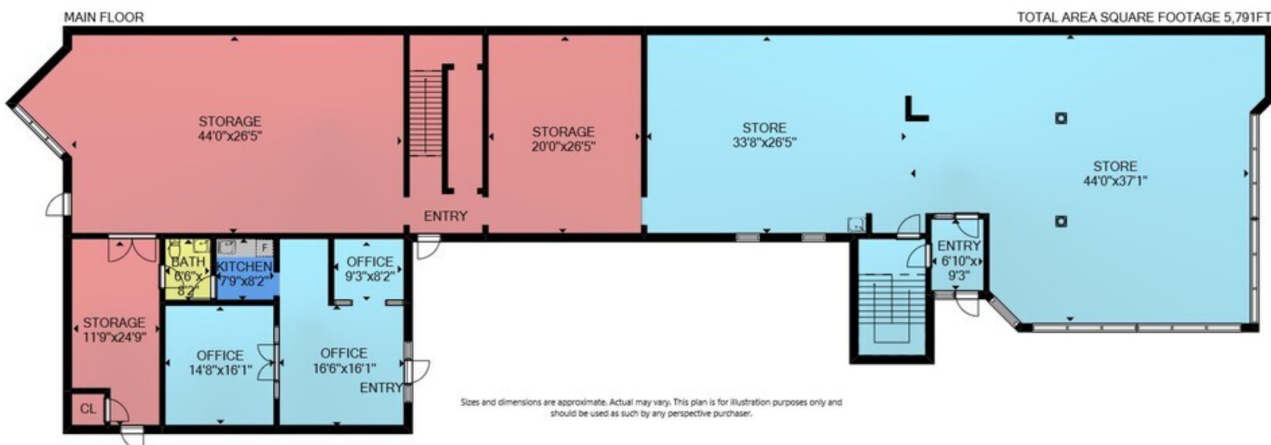 MAIN FLOOR
TOTAL AREA SQUARE FOOTAGE 5,791FT
STORAGE
44'0"x26'5"
STORAGE
20'0"x26'5"
STORE
33'8"x26'5"
STORE
44'0"x37'1"
ENTRY
ENTRY
6'10"x
9'3"
BATH
6'6"x
8'2"
F
KITCHEN
7'9"x8'2"
OFFICE
9'3"x8'2"
STORAGE
11'9"x24'9"
OFFICE
14'8"x16'1"
OFFICE
16'6"x16'1"
ENTRY
CL
Sizes and dimensions are approximate. Actual may vary. This plan is for illustration purposes only and
should be used as such by any perspective purchaser.